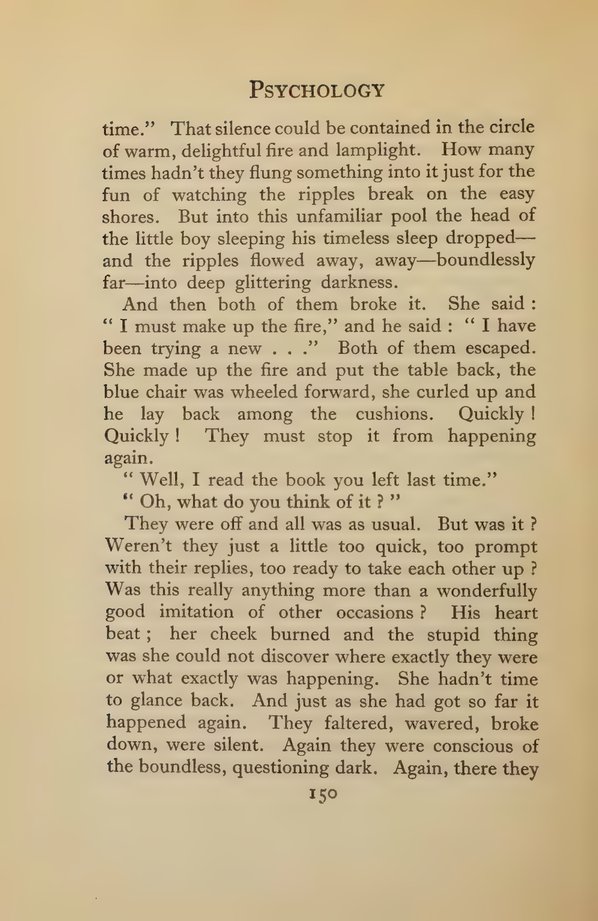 Psychology
time.” That silence could be contained in the circle
of warm, delightful fire and lamplight. How many
times hadn’t they flung something into it just for the
fun of watching the ripples break on the easy
shores. But into this unfamiliar pool the head of
the little boy sleeping his timeless sleep dropped—
and the ripples flowed away, away—boundlessly
far—into deep glittering darkness.
And then both of them broke it. She said :
“ I must make up the fire,” and he said : “ I have
been trying a new . . .” Both of them escaped.
She made up the fire and put the table back, the
blue chair was wheeled forward, she curled up and
he lay back among the cushions. Quickly !
Quickly ! They must stop it from happening
again.
“ Well, I read the book you left last time.”
“ Oh, what do you think of it ? ”
They were off and all was as usual. But was it ?
Weren’t they just a little too quick, too prompt
with their replies, too ready to take each other up ?
Was this really anything more than a wonderfully
good imitation of other occasions ? His heart
beat ; her cheek burned and the stupid thing
was she could not discover where exactly they were
or what exactly was happening. She hadn’t time
to glance back. And just as she had got so far it
happened again. They faltered, wavered, broke
down, were silent. Again they were conscious of
the boundless, questioning dark. Again, there they
150